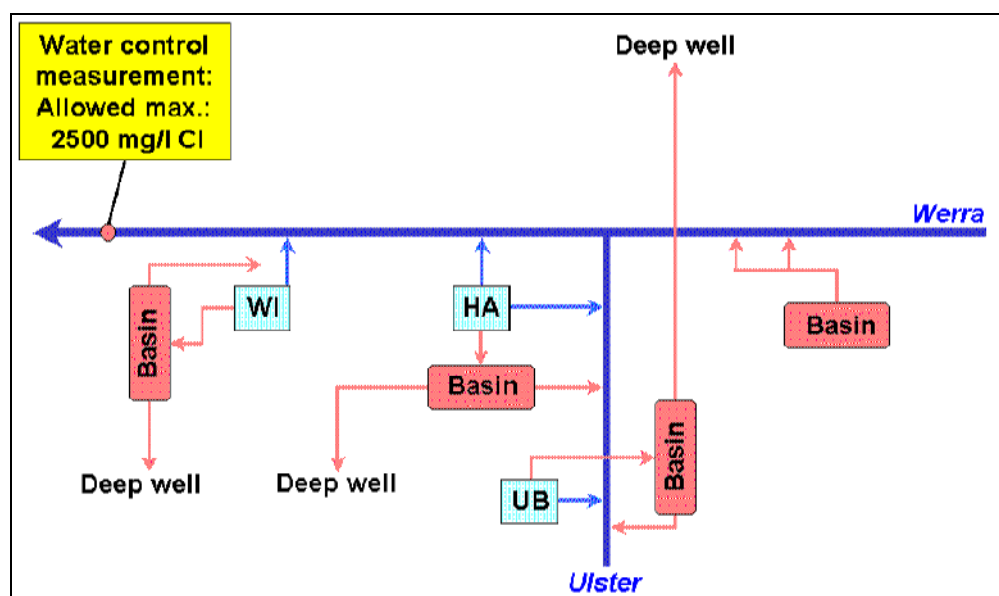 Water control
measurement:
Allowed max.:
2500 mg/l Cl
Deep well
Werra
WI
HA
Basin
Basin
Basin
Basin
Deep well
Deep well
UB
Ulster